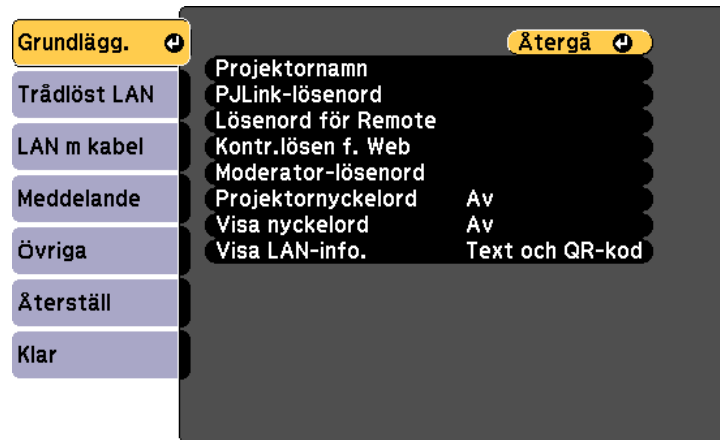 Grundlägg.
Trådlöst LAN
LAN m kabel
Meddelande
Övriga
Återställ
Klar
Återgå
Projektornamn
PJLink-lösenord
Lösenord för Remote
Kontr.lösen f. Web
Moderator-lösenord
Projektornyckelord Av
Visa nyckelord Av
Visa LAN-info. Text och QR-kod